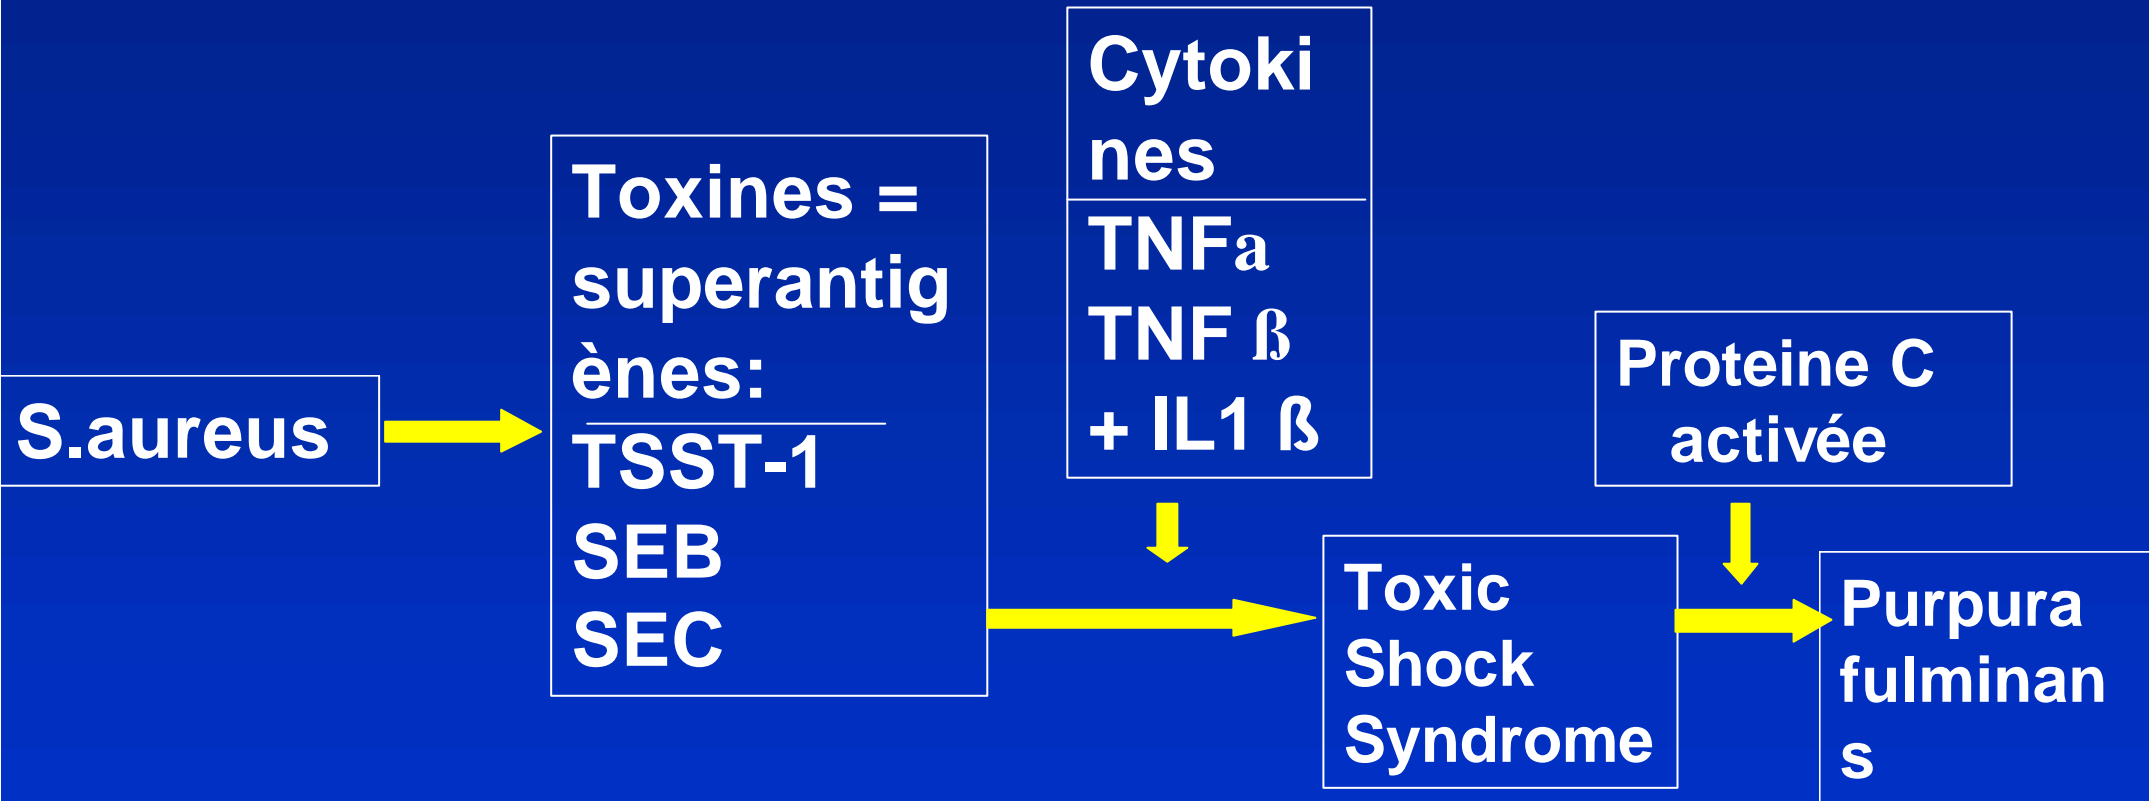 S.aureus
Toxines =
superantig
ènes:
TSST-1
SEB
SEC
Cytoki
nes
TNFa
TNF ß
+ IL1 ß
Toxic
Shock
Syndrome
Proteine C
activée
Purpura
fulminan
s